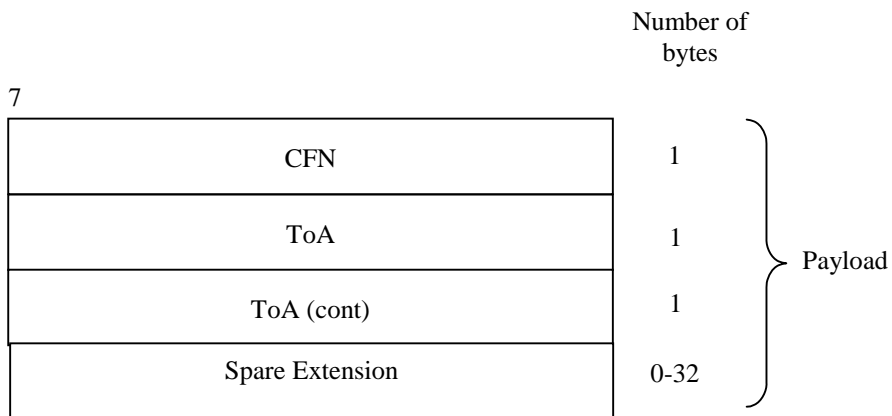 Number of
bytes
7
CFN 1
ToA 1
Payload
ToA (cont) 1
Spare Extension 0-32